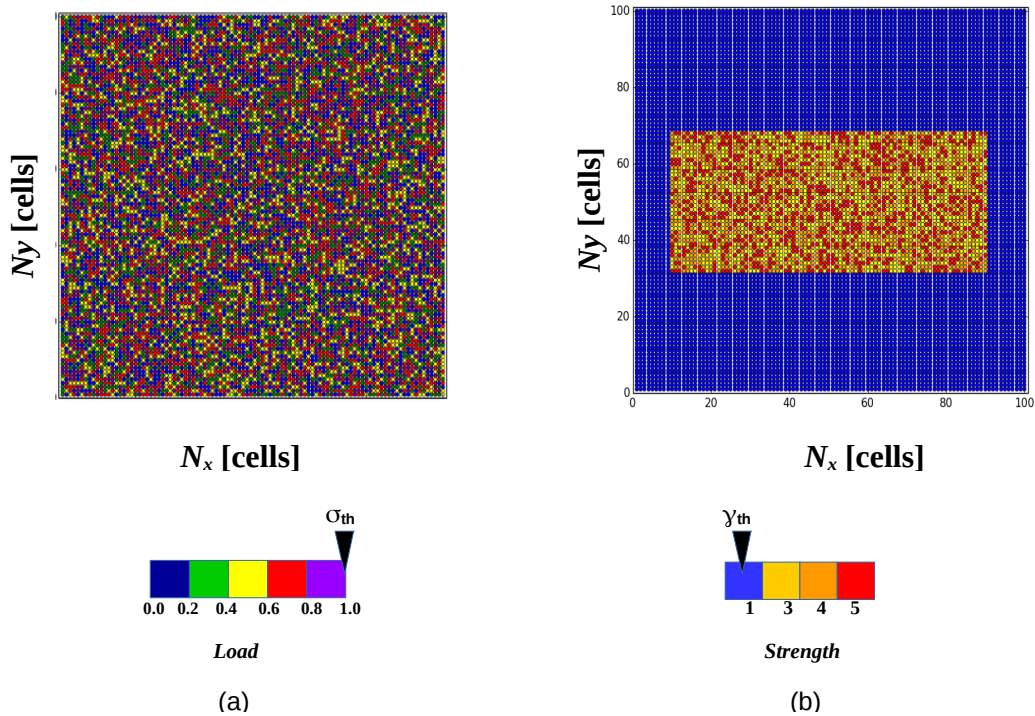 Ny [cells]
Nx [cells]
σth
0.0 0.2 0.4 0.6 0.8 1.0
Load
(a)
100
80
60
40
20
0
Ny [cells]
0 20 40 60 80 100
Nx [cells]
γth
1 3 4 5
Strength
(b)